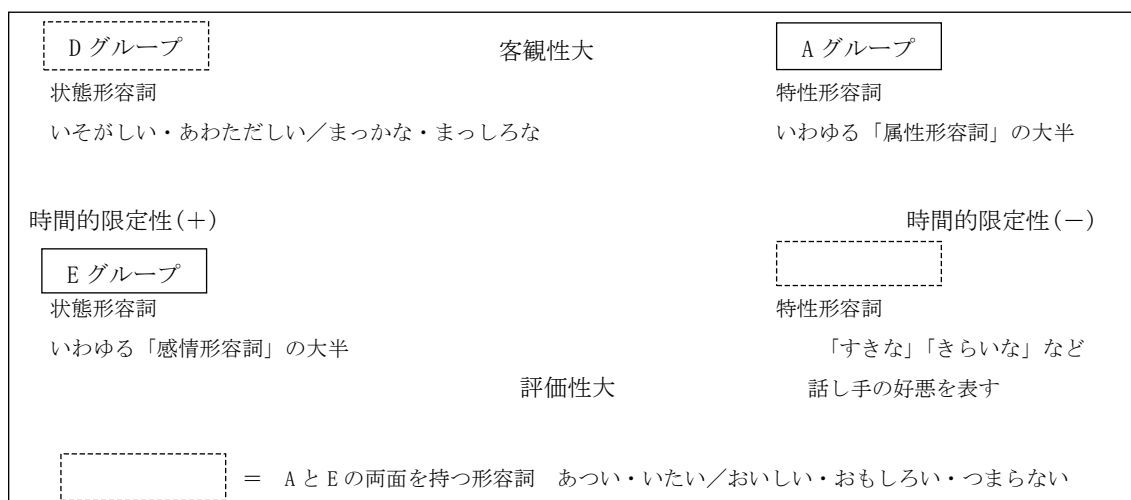 Dグループ 客観性大 Aグループ
状態形容詞 特性形容詞
いそがしい・あわただしい／まっかな・まっしろな いわゆる「属性形容詞」の大半
時間的限定性(＋) 時間的限定性(－)
Eグループ
状態形容詞 特性形容詞
いわゆる「感情形容詞」の大半 「すきな」「きらいな」など
評価性大 話し手の好悪を表す
＝ AとEの両面を持つ形容詞 あつい・いたい／おいしい・おもしろい・つまらない